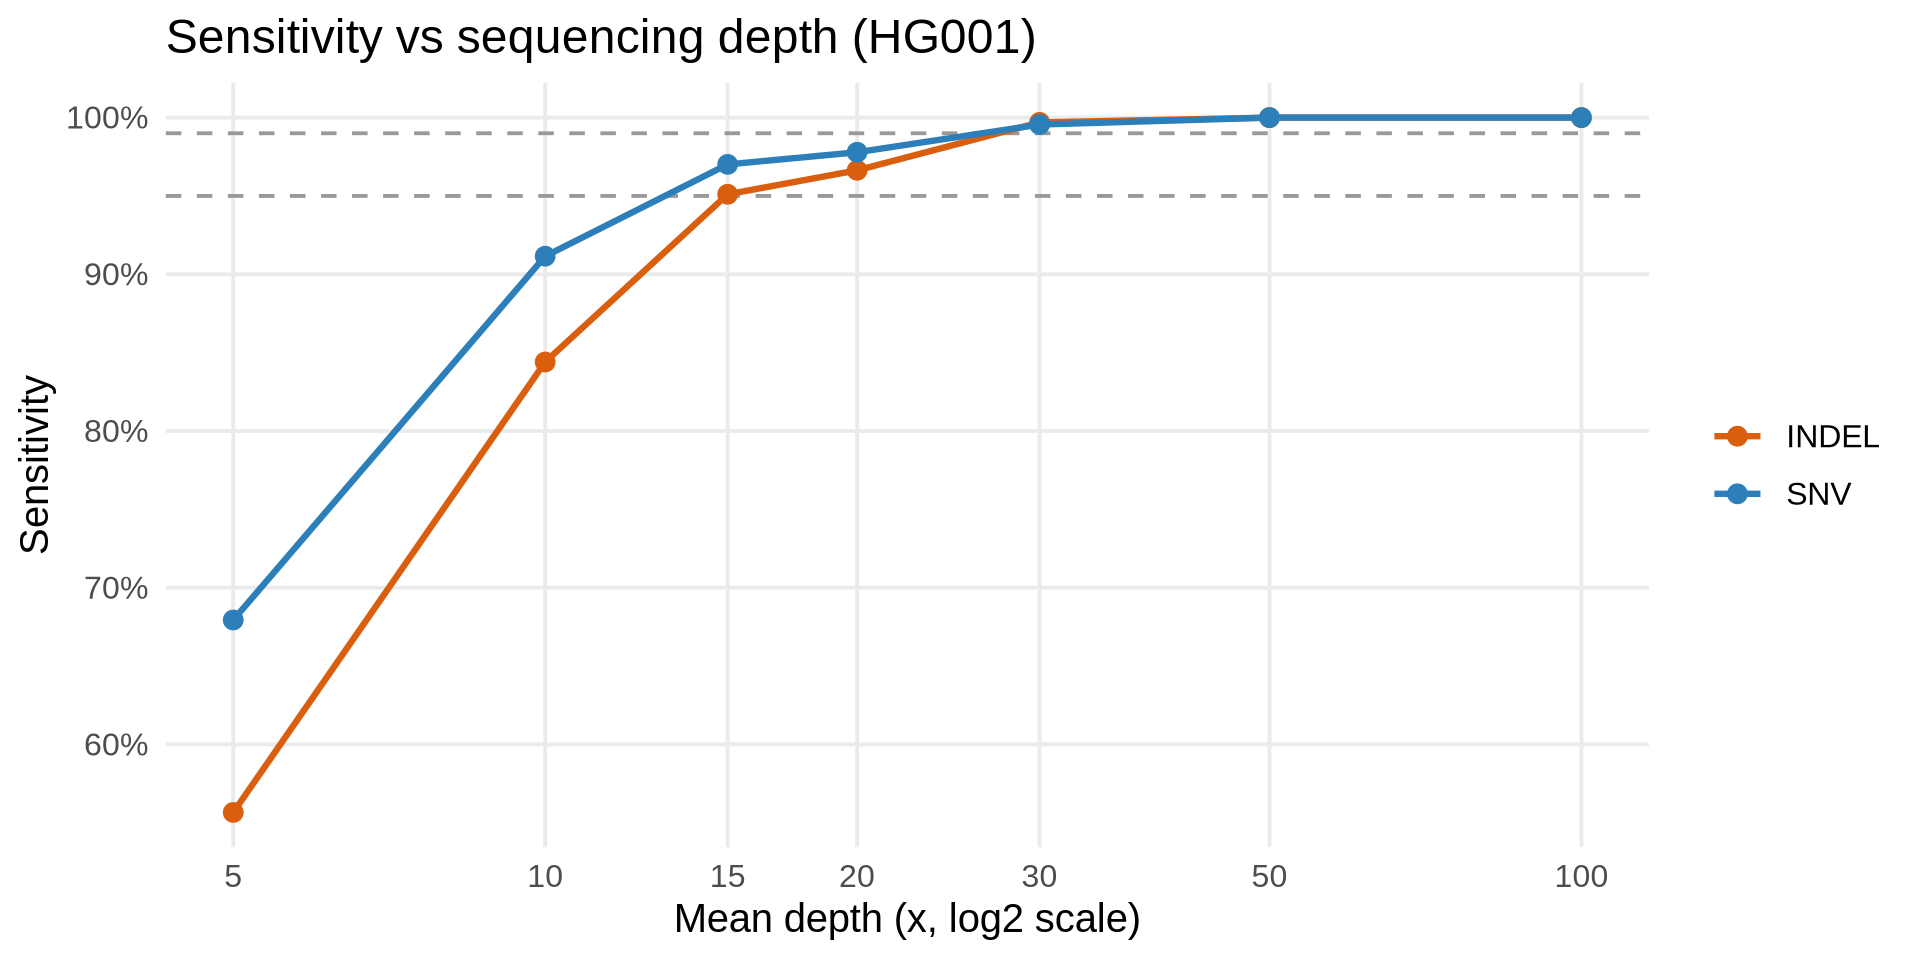 Sensitivity vs sequencing depth (HG001)
100%
90%
80%
70%
60%
Sensitivity
5 10 15 20 30 50 100
Mean depth (x, log2 scale)
INDEL
SNV